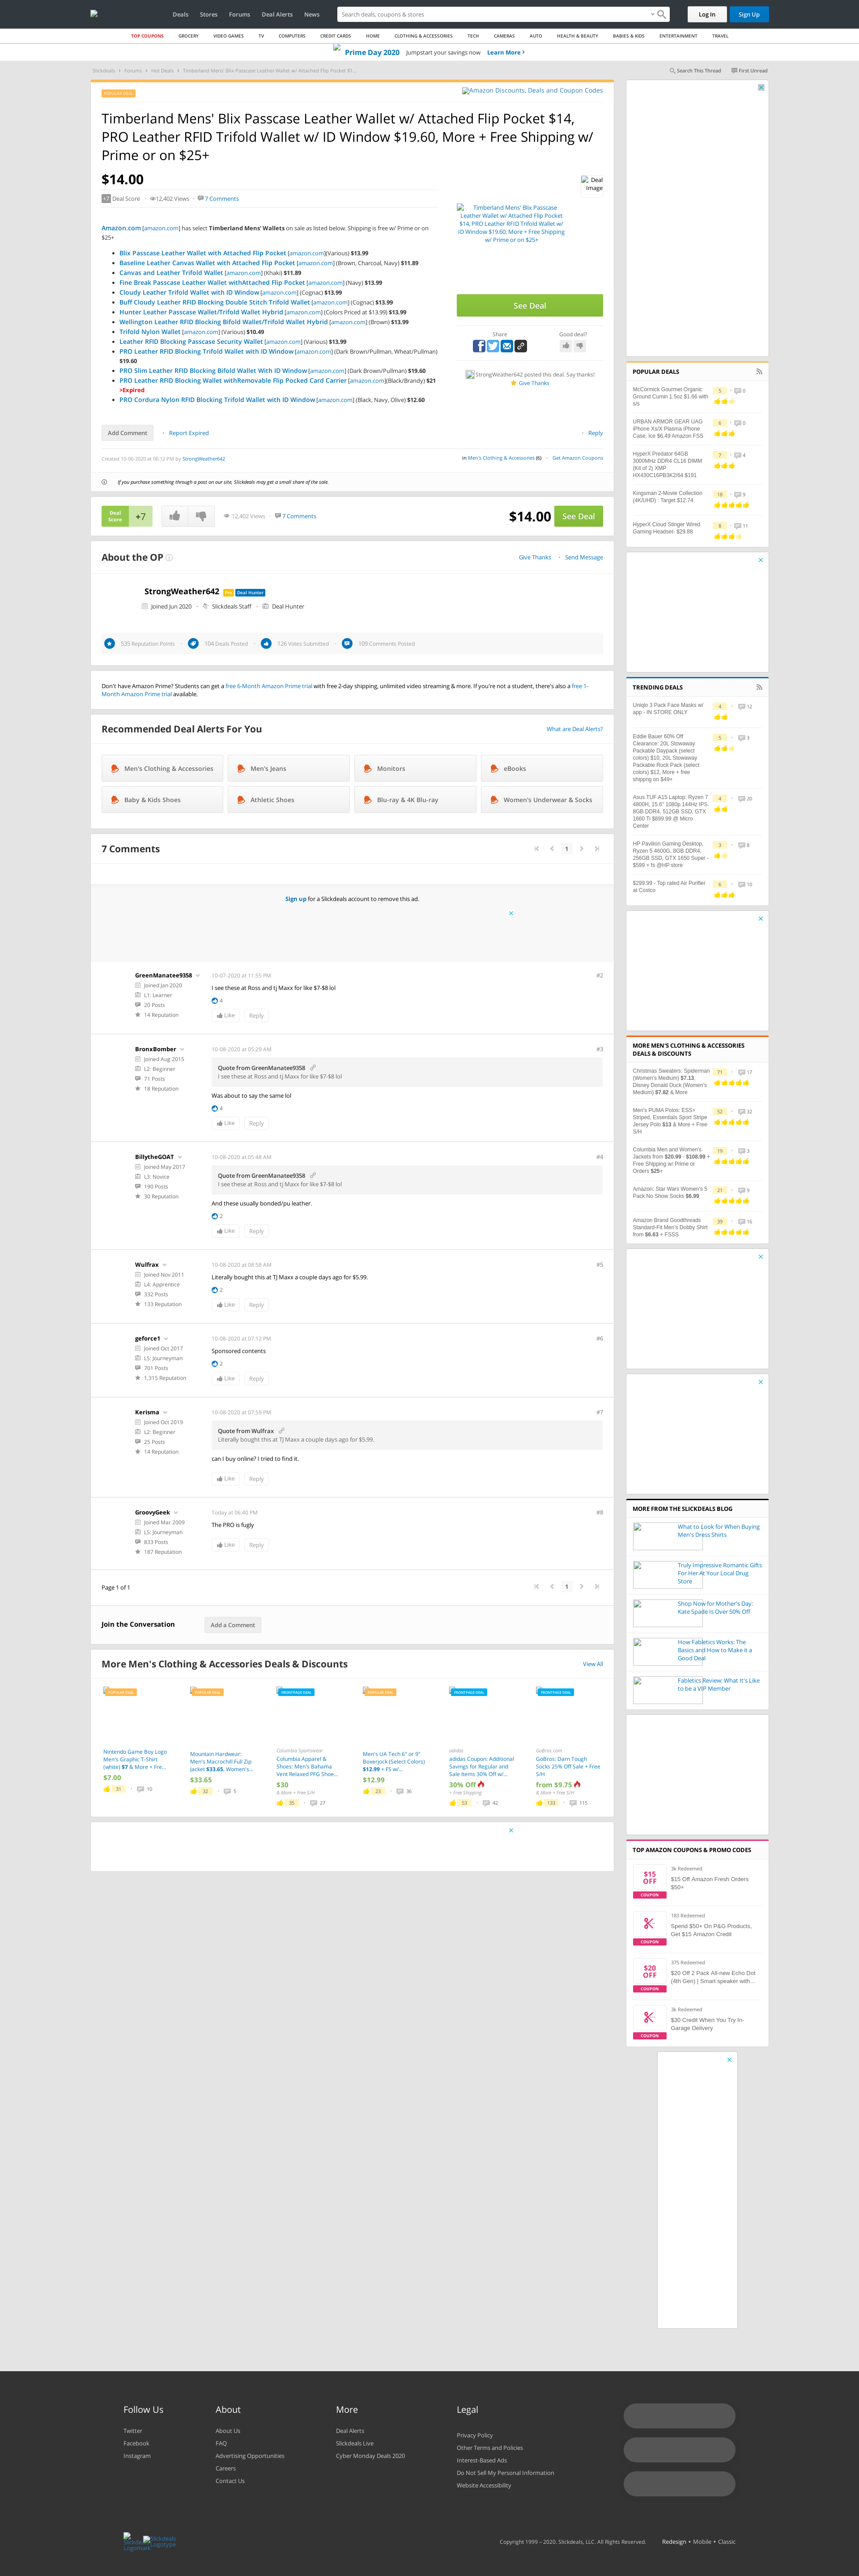 Deals Stores Forums Deal Alerts News
Search deals, coupons & stores
Log In Sign Up
TOP COUPONS GROCERY VIDEO GAMES TV COMPUTERS CREDIT CARDS HOME CLOTHING & ACCESSORIES TECH CAMERAS AUTO HEALTH & BEAUTY BABIES & KIDS ENTERTAINMENT TRAVEL
Prime Day 2020 Jumpstart your savings now Learn More
Slickdeals Forums Hot Deals Timberland Mens' Blix Passcase Leather Wallet w/ Attached Flip Pocket $1...
Search This Thread First Unread
POPULAR DEAL
Amazon Discounts, Deals and Coupon Codes
Timberland Mens' Blix Passcase Leather Wallet w/ Attached Flip Pocket $14,
PRO Leather RFID Trifold Wallet w/ ID Window $19.60, More + Free Shipping w/
Prime or on $25+
$14.00
+7 Deal Score 12,402 Views 7 Comments
Deal Image
Timberland Mens' Blix Passcase
Leather Wallet w/ Attached Flip Pocket
$14, PRO Leather RFID Trifold Wallet w/
ID Window $19.60, More + Free Shipping
w/ Prime or on $25+
Amazon.com [amazon.com] has select Timberland Mens' Wallets on sale as listed below. Shipping is free w/ Prime or on
$25+
Blix Passcase Leather Wallet with Attached Flip Pocket [amazon.com](Various) $13.99
Baseline Leather Canvas Wallet with Attached Flip Pocket [amazon.com] (Brown, Charcoal, Navy) $11.89
Canvas and Leather Trifold Wallet [amazon.com] (Khaki) $11.89
Fine Break Passcase Leather Wallet withAttached Flip Pocket [amazon.com] (Navy) $13.99
Cloudy Leather Trifold Wallet with ID Window [amazon.com] (Cognac) $13.99
Buff Cloudy Leather RFID Blocking Double Stitch Trifold Wallet [amazon.com] (Cognac) $13.99
Hunter Leather Passcase Wallet/Trifold Wallet Hybrid [amazon.com] (Colors Priced at $13.99) $13.99
Wellington Leather RFID Blocking Bifold Wallet/Trifold Wallet Hybrid [amazon.com] (Brown) $13.99
Trifold Nylon Wallet [amazon.com] (Various) $10.49
Leather RFID Blocking Passcase Security Wallet [amazon.com] (Various) $13.99
PRO Leather RFID Blocking Trifold Wallet with ID Window [amazon.com] (Dark Brown/Pullman, Wheat/Pullman)
$19.60
PRO Slim Leather RFID Blocking Bifold Wallet With ID Window [amazon.com] (Dark Brown/Pullman) $19.60
PRO Leather RFID Blocking Wallet withRemovable Flip Pocked Card Carrier [amazon.com](Black/Brandy) $21
>Expired
PRO Cordura Nylon RFID Blocking Trifold Wallet with ID Window [amazon.com] (Black, Navy, Olive) $12.60
See Deal
Share Good deal?
StrongWeather642 posted this deal. Say thanks!
Give Thanks
Add Comment Report Expired Reply
Created 10-06-2020 at 06:12 PM by StrongWeather642
in Men's Clothing & Accessories (6) Get Amazon Coupons
If you purchase something through a post on our site, Slickdeals may get a small share of the sale.
Deal Score +7
12,402 Views 7 Comments
$14.00 See Deal
About the OP
Give Thanks Send Message
StrongWeather642 Pro Deal Hunter
Joined Jun 2020 Slickdeals Staff Deal Hunter
535 Reputation Points 104 Deals Posted 126 Votes Submitted 109 Comments Posted
Don't have Amazon Prime? Students can get a free 6-Month Amazon Prime trial with free 2-day shipping, unlimited video streaming & more. If you're not a student, there's also a free 1-
Month Amazon Prime trial available.
Recommended Deal Alerts For You
What are Deal Alerts?
Men's Clothing & Accessories Men's Jeans Monitors eBooks
Baby & Kids Shoes Athletic Shoes Blu-ray & 4K Blu-ray Women's Underwear & Socks
7 Comments
1
Sign up for a Slickdeals account to remove this ad.
GreenManatee9358 10-07-2020 at 11:55 PM #2
Joined Jan 2020
L1: Learner
20 Posts
14 Reputation
I see these at Ross and tj Maxx for like $7-$8 lol
4
Like Reply
BronxBomber 10-08-2020 at 05:29 AM #3
Joined Aug 2015
L2: Beginner
71 Posts
18 Reputation
Quote from GreenManatee9358
I see these at Ross and tj Maxx for like $7-$8 lol
Was about to say the same lol
4
Like Reply
BillytheGOAT 10-08-2020 at 05:48 AM #4
Joined May 2017
L3: Novice
190 Posts
30 Reputation
Quote from GreenManatee9358
I see these at Ross and tj Maxx for like $7-$8 lol
And these usually bonded/pu leather.
2
Like Reply
Wulfrax 10-08-2020 at 08:58 AM #5
Joined Nov 2011
L4: Apprentice
332 Posts
133 Reputation
Literally bought this at TJ Maxx a couple days ago for $5.99.
2
Like Reply
geforce1 10-08-2020 at 07:12 PM #6
Joined Oct 2017
L5: Journeyman
701 Posts
1,315 Reputation
Sponsored contents
2
Like Reply
Kerisma 10-08-2020 at 07:59 PM #7
Joined Oct 2019
L2: Beginner
25 Posts
14 Reputation
Quote from Wulfrax
Literally bought this at TJ Maxx a couple days ago for $5.99.
can I buy online? I tried to find it.
Like Reply
GroovyGeek Today at 06:40 PM #8
Joined Mar 2009
L5: Journeyman
833 Posts
187 Reputation
The PRO is fugly
Like Reply
Page 1 of 1
1
Join the Conversation Add a Comment
More Men's Clothing & Accessories Deals & Discounts
View All
POPULAR DEAL
Nintendo Game Boy Logo
Men's Graphic T-Shirt
(white) $7 & More + Fre...
$7.00
31 10
POPULAR DEAL
Mountain Hardwear:
Men's Macrochill Full Zip
Jacket $33.65, Women's...
$33.65
32 5
FRONTPAGE DEAL
Columbia Sportswear
Columbia Apparel &
Shoes: Men's Bahama
Vent Relaxed PFG Shoe...
$30
& More + Free S/H
35 27
POPULAR DEAL
Men's UA Tech 6" or 9"
Boxerjock (Select Colors)
$12.99 + FS w/...
$12.99
23 36
FRONTPAGE DEAL
adidas
adidas Coupon: Additional
Savings for Regular and
Sale Items 30% Off w/...
30% Off
+ Free Shipping
53 42
FRONTPAGE DEAL
GoBros.com
GoBros: Darn Tough
Socks 25% Off Sale + Free
S/H
from $9.75
& More + Free S/H
133 115
POPULAR DEALS
McCormick Gourmet Organic
Ground Cumin 1.5oz $1.66 with
s/s
5 0
URBAN ARMOR GEAR UAG
iPhone Xs/X Plasma iPhone
Case, Ice $6.49 Amazon FSS
6 0
HyperX Predator 64GB
3000MHz DDR4 CL16 DIMM
(Kit of 2) XMP
HX430C16PB3K2/64 $191
7 4
Kingsman 2-Movie Collection
(4K/UHD) : Target $12.74
18 9
HyperX Cloud Stinger Wired
Gaming Headset- $29.88
8 11
TRENDING DEALS
Uniqlo 3 Pack Face Masks w/
app - IN STORE ONLY
4 12
Eddie Bauer 60% Off
Clearance: 20L Stowaway
Packable Daypack (select
colors) $10, 20L Stowaway
Packable Ruck Pack (select
colors) $12, More + free
shippng on $49+
5 3
Asus TUF A15 Laptop: Ryzen 7
4800H, 15.6" 1080p 144Hz IPS,
8GB DDR4, 512GB SSD, GTX
1660 Ti $899.99 @ Micro
Center
4 20
HP Pavilion Gaming Desktop,
Ryzen 5 4600G, 8GB DDR4,
256GB SSD, GTX 1650 Super -
$599 + fs @HP store
3 8
$299.99 - Top rated Air Purifier
at Costco
6 10
MORE MEN'S CLOTHING & ACCESSORIES
DEALS & DISCOUNTS
Christmas Sweaters: Spiderman
(Women's Medium) $7.13,
Disney Donald Duck (Women's
Medium) $7.82 & More
71 17
Men's PUMA Polos: ESS+
Striped, Essentials Sport Stripe
Jersey Polo $13 & More + Free
S/H
52 32
Columbia Men and Women's
Jackets from $20.99 - $108.99 +
Free Shipping w/ Prime or
Orders $25+
19 3
Amazon: Star Wars Women's 5
Pack No Show Socks $6.99
21 9
Amazon Brand Goodthreads
Standard-Fit Men's Dobby Shirt
from $6.63 + FSSS
39 16
MORE FROM THE SLICKDEALS BLOG
What to Look for When Buying
Men's Dress Shirts
Truly Impressive Romantic Gifts
For Her At Your Local Drug
Store
Shop Now for Mother's Day:
Kate Spade Is Over 50% Off
How Fabletics Works: The
Basics and How to Make it a
Good Deal
Fabletics Review: What It's Like
to be a VIP Member
TOP AMAZON COUPONS & PROMO CODES
$15 OFF COUPON
3k Redeemed
$15 Off Amazon Fresh Orders
$50+
COUPON
183 Redeemed
Spend $50+ On P&G Products,
Get $15 Amazon Credit
$20 OFF COUPON
375 Redeemed
$20 Off 2 Pack All-new Echo Dot
(4th Gen) | Smart speaker with...
COUPON
3k Redeemed
$30 Credit When You Try In-
Garage Delivery
Follow Us
Twitter
Facebook
Instagram
About
About Us
FAQ
Advertising Opportunities
Careers
Contact Us
More
Deal Alerts
Slickdeals Live
Cyber Monday Deals 2020
Legal
Privacy Policy
Other Terms and Policies
Interest-Based Ads
Do Not Sell My Personal Information
Website Accessibility
Slickdeals Logotype
Copyright 1999 – 2020. Slickdeals, LLC. All Rights Reserved. Redesign • Mobile • Classic